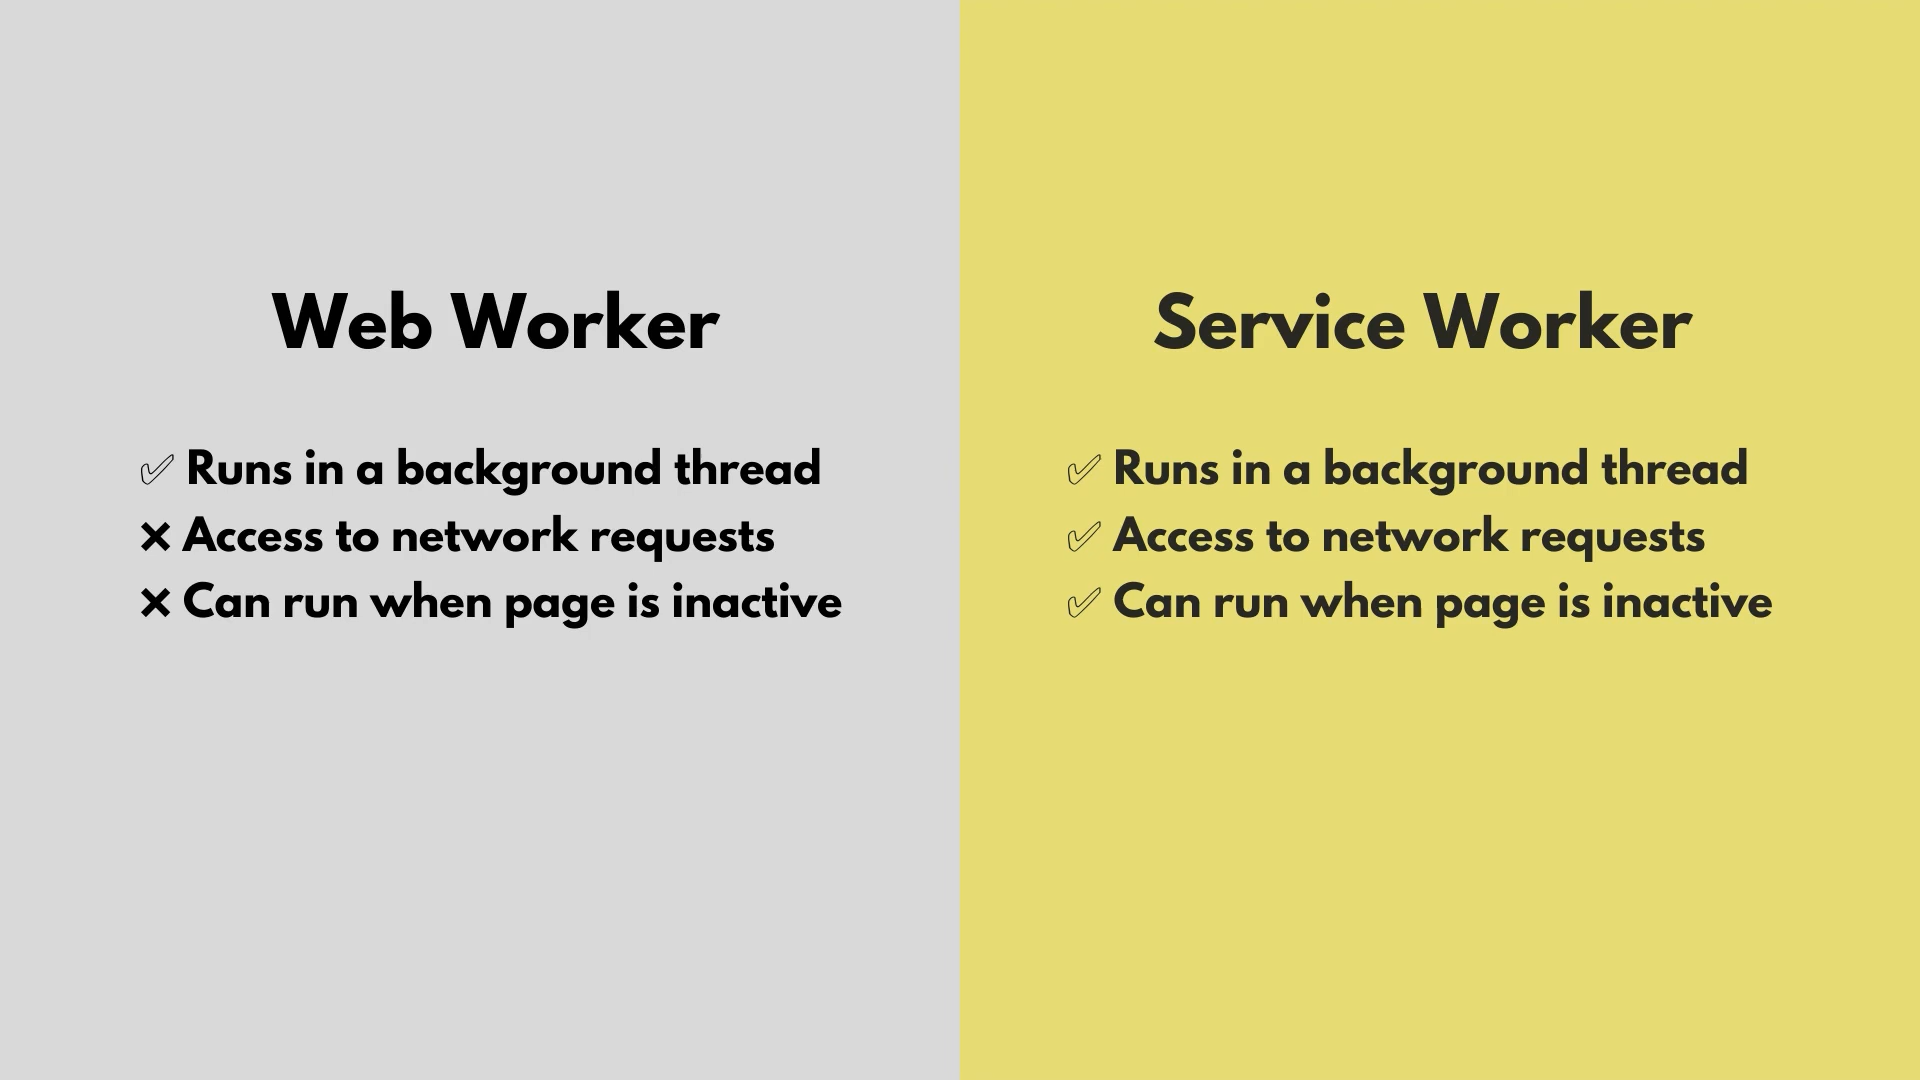 Web Worker
✅ Runs in a background thread
❌ Access to network requests
❌ Can run when page is inactive
Service Worker
✅ Runs in a background thread
✅ Access to network requests
✅ Can run when page is inactive